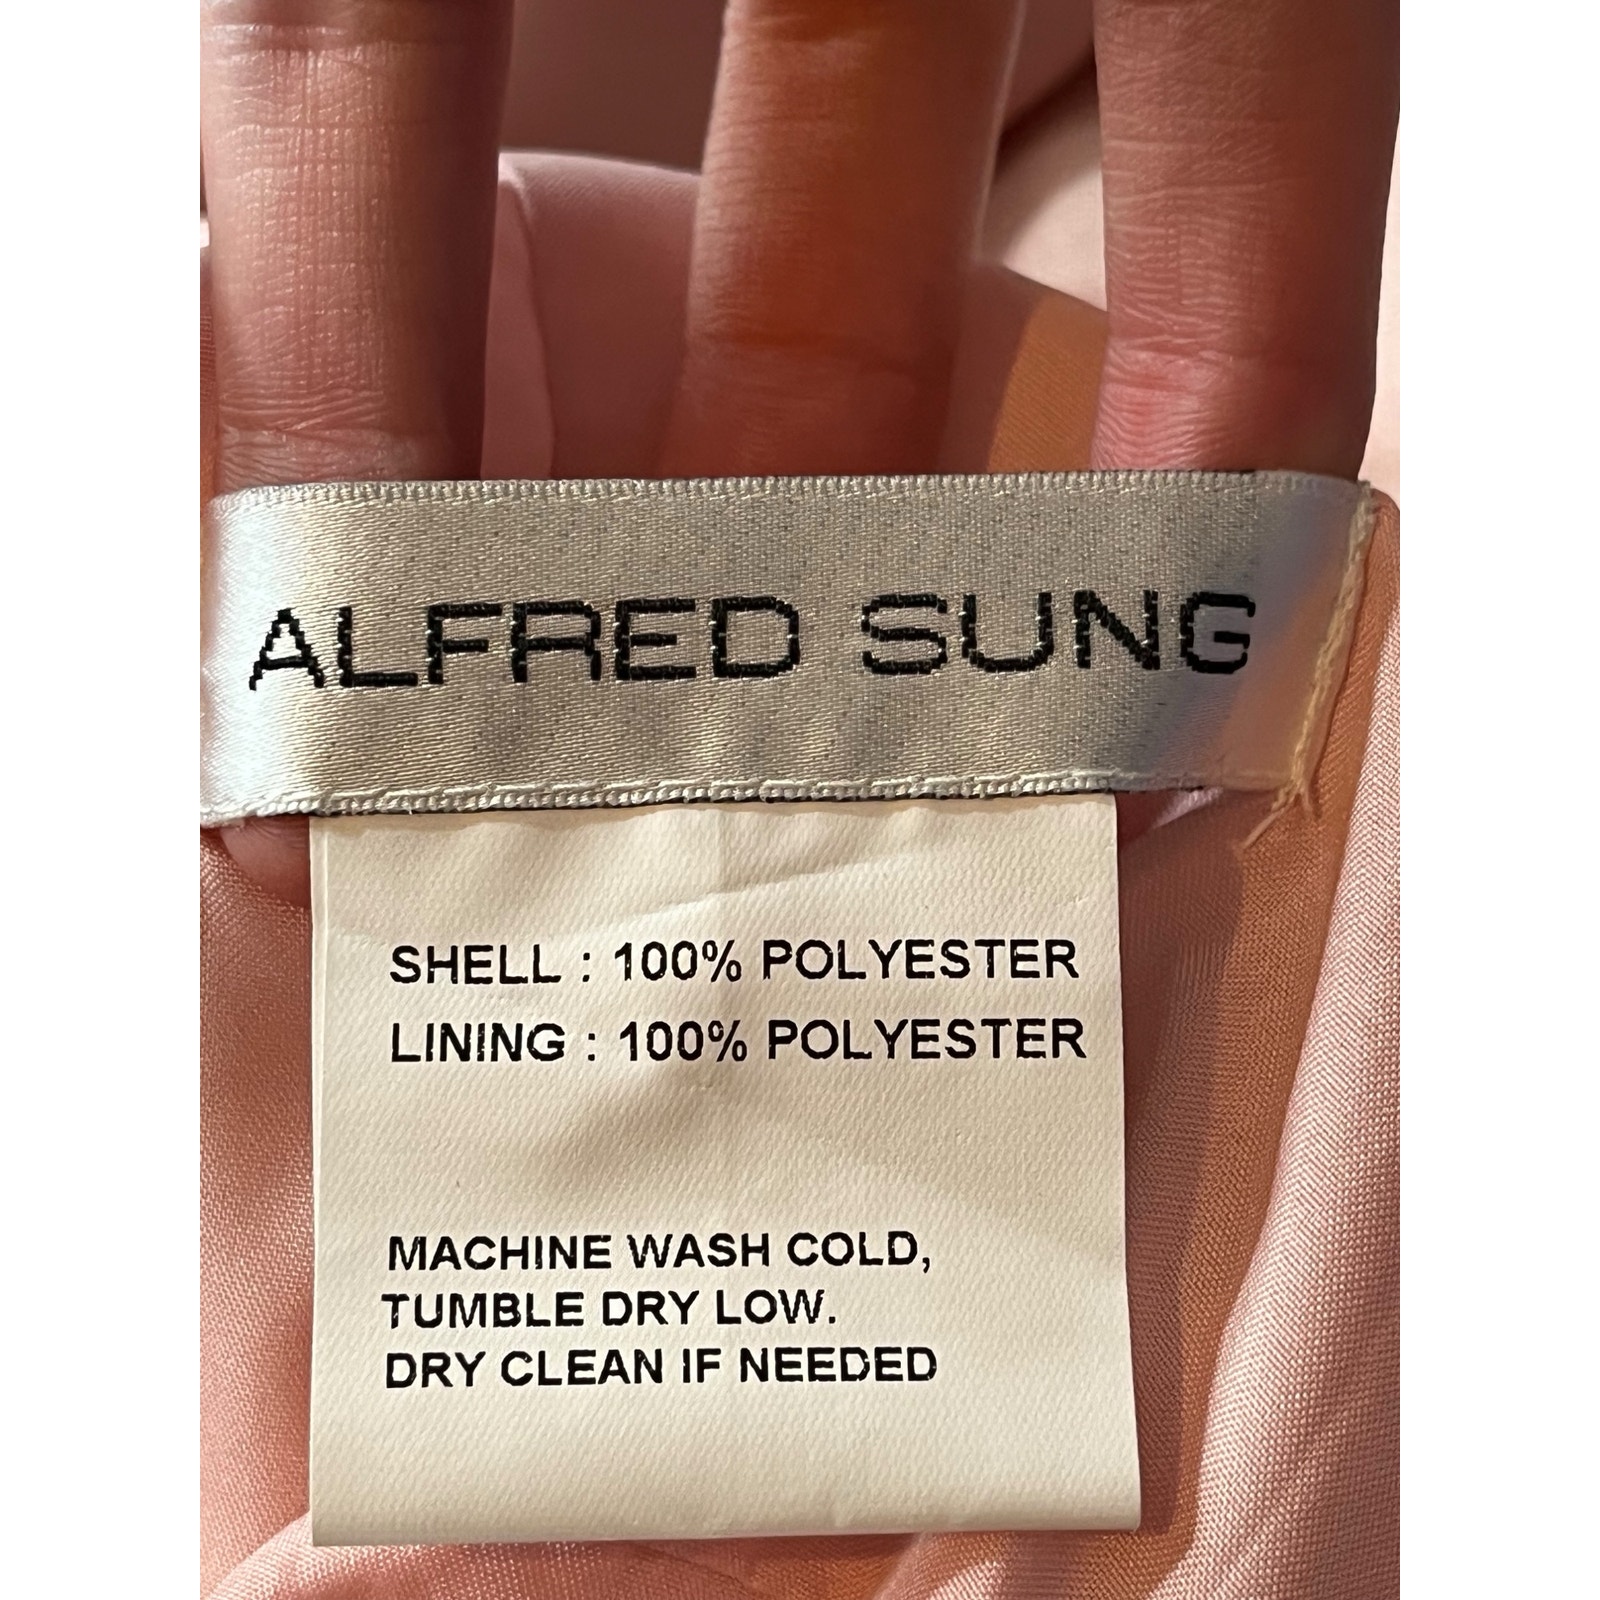 ALFRED SUNG
SHELL : 100% POLYESTER
LINING : 100% POLYESTER
MACHINE WASH COLD,
TUMBLE DRY LOW.
DRY CLEAN IF NEEDED